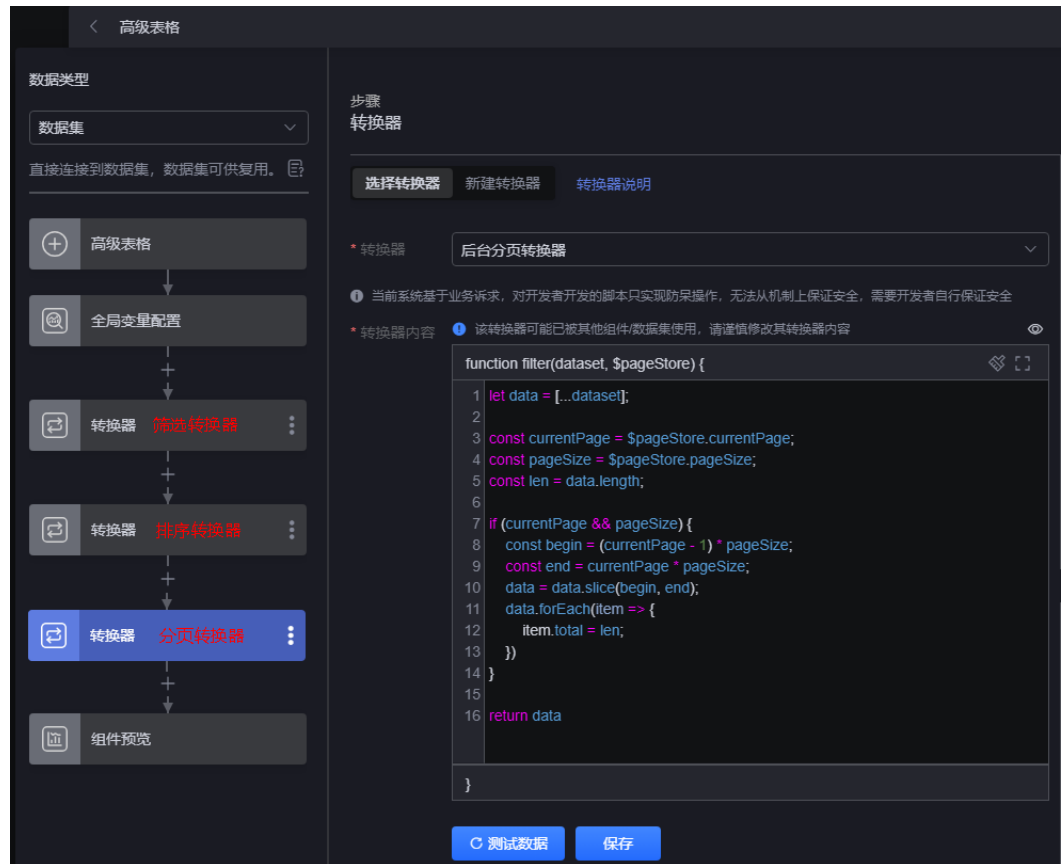 高级表格
数据类型
数据集
直接连接到数据集，数据集可供复用。
高级表格
全局变量配置
转换器 筛选转换器
转换器 排序转换器
转换器 分页转换器
组件预览
步骤
转换器
选择转换器 新建转换器 转换器说明
* 转换器 后台分页转换器
当前系统基于业务诉求，对开发者开发的脚本只实现防呆操作，无法从机制上保证安全，需要开发者自行保证安全
* 转换器内容 该转换器可能已被其他组件/数据集使用，请谨慎修改其转换器内容
function filter(dataset, $pageStore) {
1 let data = [...dataset];
2
3 const currentPage = $pageStore.currentPage;
4 const pageSize = $pageStore.pageSize;
5 const len = data.length;
6
7 if (currentPage && pageSize) {
8 const begin = (currentPage - 1) * pageSize;
9 const end = currentPage * pageSize;
10 data = data.slice(begin, end);
11 data.forEach(item => {
12 item.total = len;
13 })
14 }
15
16 return data
}
测试数据 保存